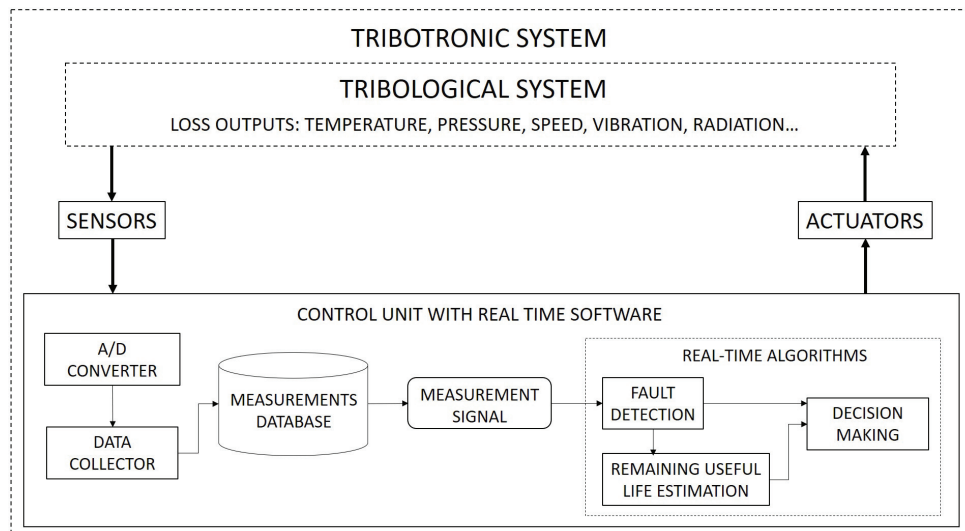 TRIBOTRONIC SYSTEM
TRIBOLOGICAL SYSTEM
LOSS OUTPUTS: TEMPERATURE, PRESSURE, SPEED, VIBRATION, RADIATION...
SENSORS
ACTUATORS
CONTROL UNIT WITH REAL TIME SOFTWARE
A/D
CONVERTER
DATA
COLLECTOR
MEASUREMENTS
DATABASE
MEASUREMENT
SIGNAL
REAL-TIME ALGORITHMS
FAULT
DETECTION
REMAINING USEFUL
LIFE ESTIMATION
DECISION
MAKING